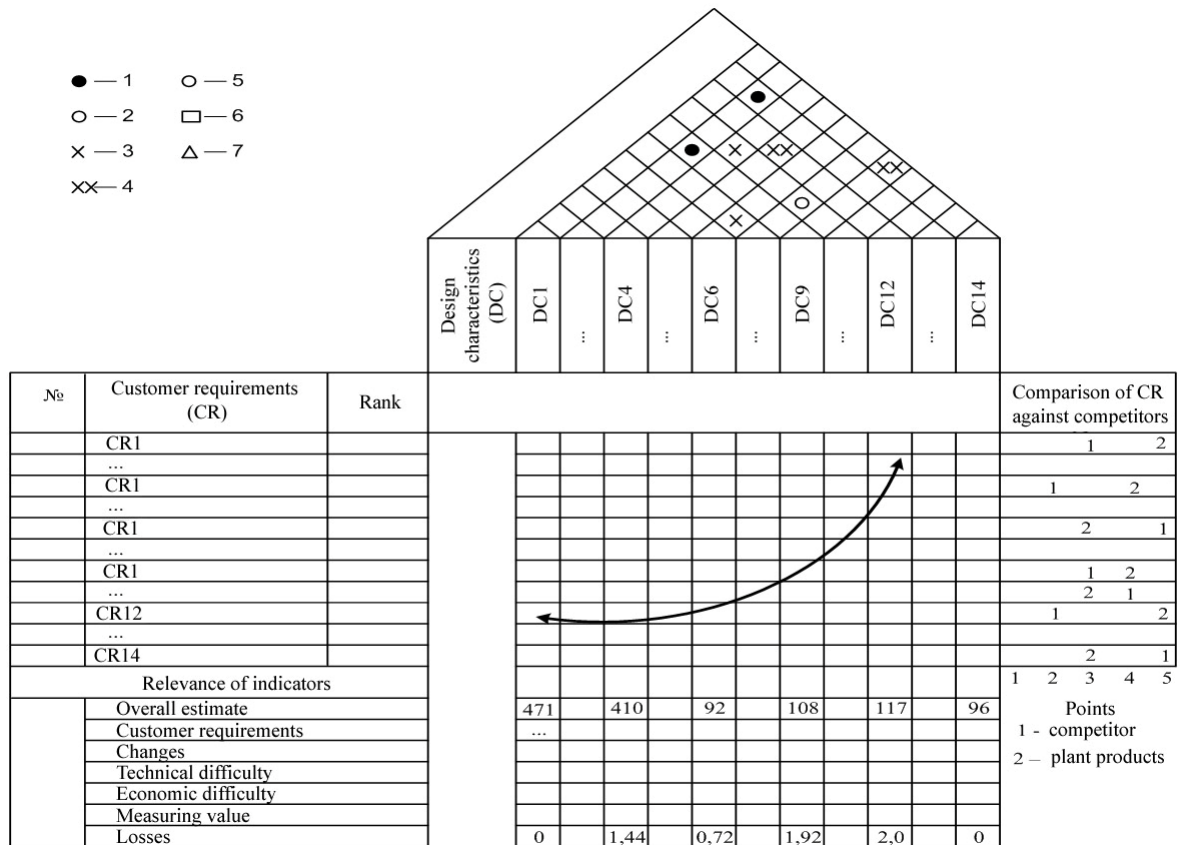 ● — 1
○ — 5
○ — 2
□ — 6
× — 3
△ — 7
×× — 4
Design characteristics (DC)
DC1
...
DC4
...
DC6
...
DC9
...
DC12
...
DC14
№
Customer requirements (CR)
Rank
Comparison of CR against competitors
CR1 1 2
...
CR1 1 2
...
CR1 2 1
...
CR1 1 2
... 2 1
CR12 1 2
...
CR14 2 1
Relevance of indicators
1 2 3 4 5
Overall estimate 471 410 92 108 117 96
Points
Customer requirements ...
1 - competitor
Changes
2 – plant products
Technical difficulty
Economic difficulty
Measuring value
Losses 0 1,44 0,72 1,92 2,0 0